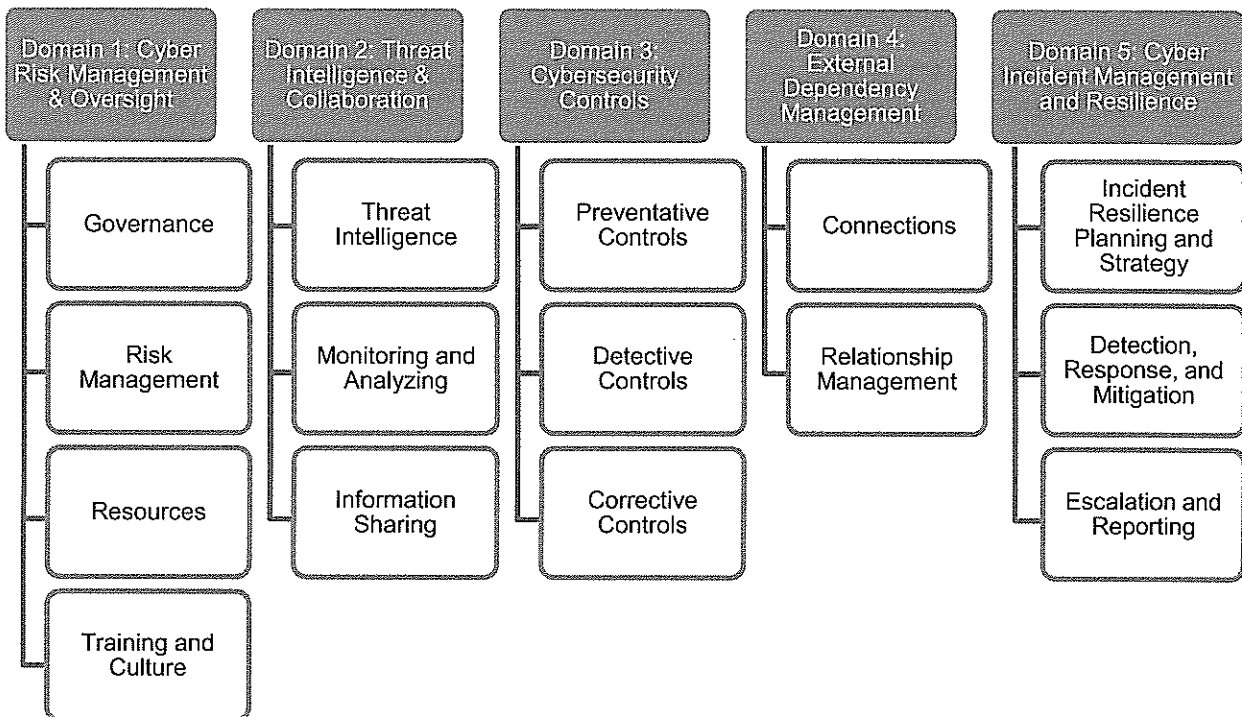 Domain 1: Cyber
Risk Management
& Oversight
Domain 2: Threat
Intelligence &
Collaboration
Domain 3:
Cybersecurity
Controls
Domain 4:
External
Dependency
Management
Domain 5: Cyber
Incident Management
and Resilience
Governance
Risk
Management
Resources
Training and
Culture
Threat
Intelligence
Monitoring and
Analyzing
Information
Sharing
Preventative
Controls
Detective
Controls
Corrective
Controls
Connections
Relationship
Management
Incident
Resilience
Planning and
Strategy
Detection,
Response, and
Mitigation
Escalation and
Reporting